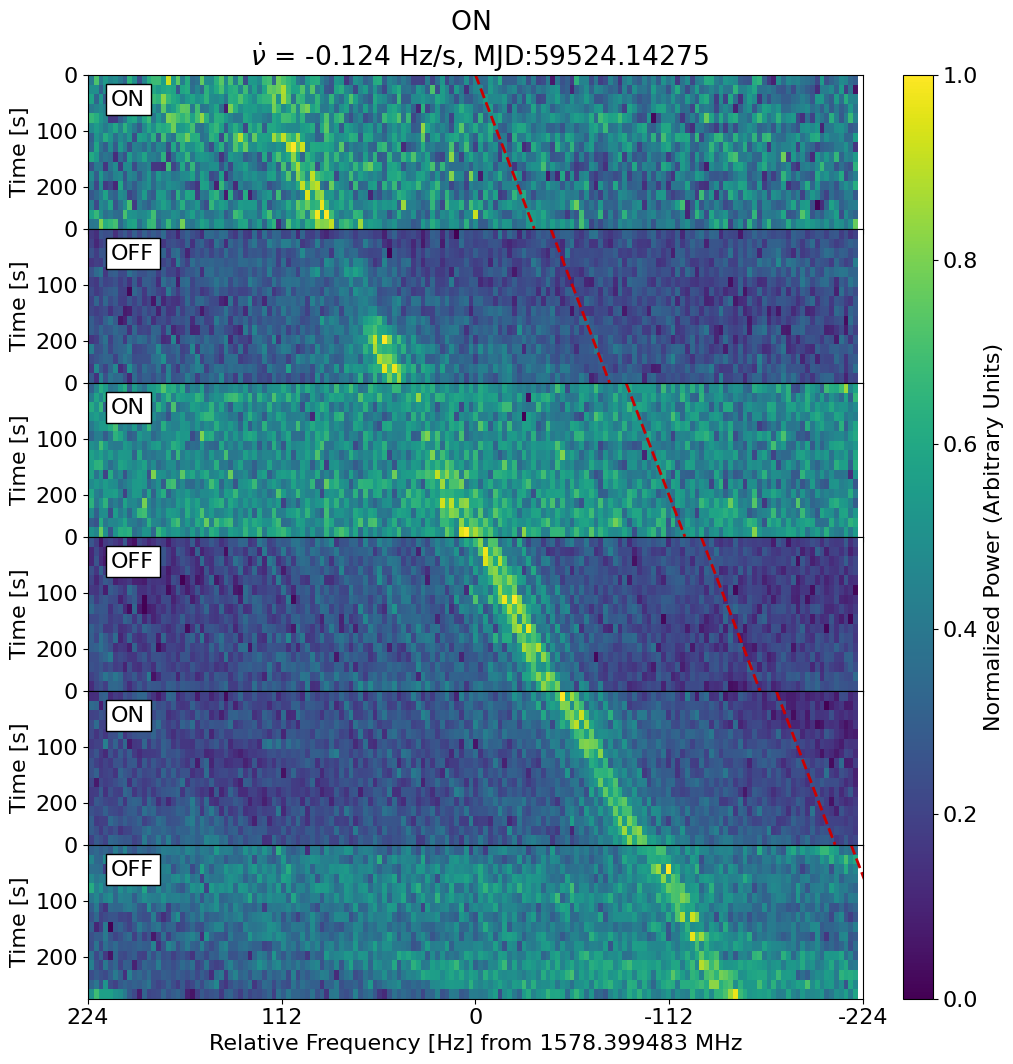 ON
ν̇ = -0.124 Hz/s, MJD:59524.14275
0
ON
100
200
Time [s]
0
OFF
100
200
Time [s]
0
ON
100
200
Time [s]
0
OFF
100
200
Time [s]
0
ON
100
200
Time [s]
0
OFF
100
200
Time [s]
224 112 0 -112 -224
Relative Frequency [Hz] from 1578.399483 MHz
1.0
0.8
0.6
0.4
0.2
0.0
Normalized Power (Arbitrary Units)